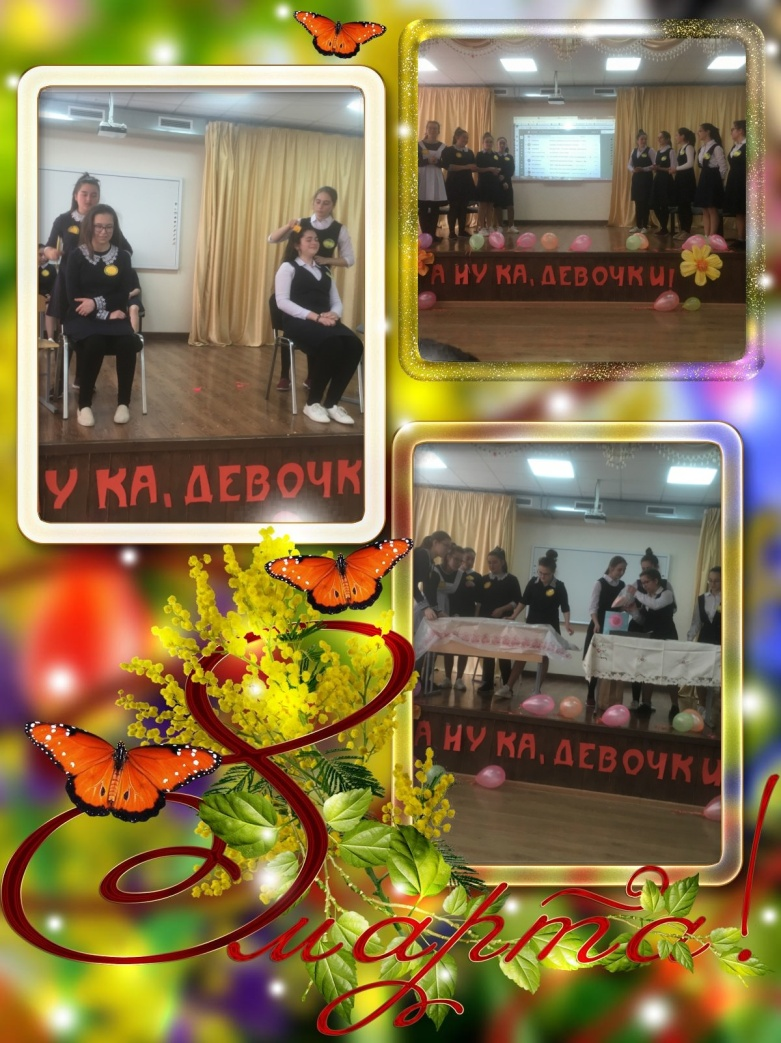 У КА, ДЕВОЧК
А НУ КА, ДЕВОЧКИ!
А НУ КА, ДЕВОЧКИ
8
марта!